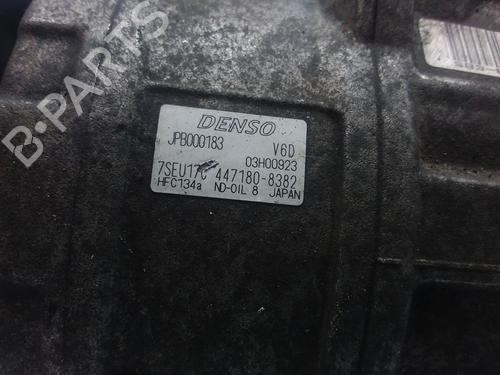 DENSO
JPB000183 V6D
03H00923
7SEU17C 447180-8382
HFC134a ND-OIL 8 JAPAN
B-PARTS